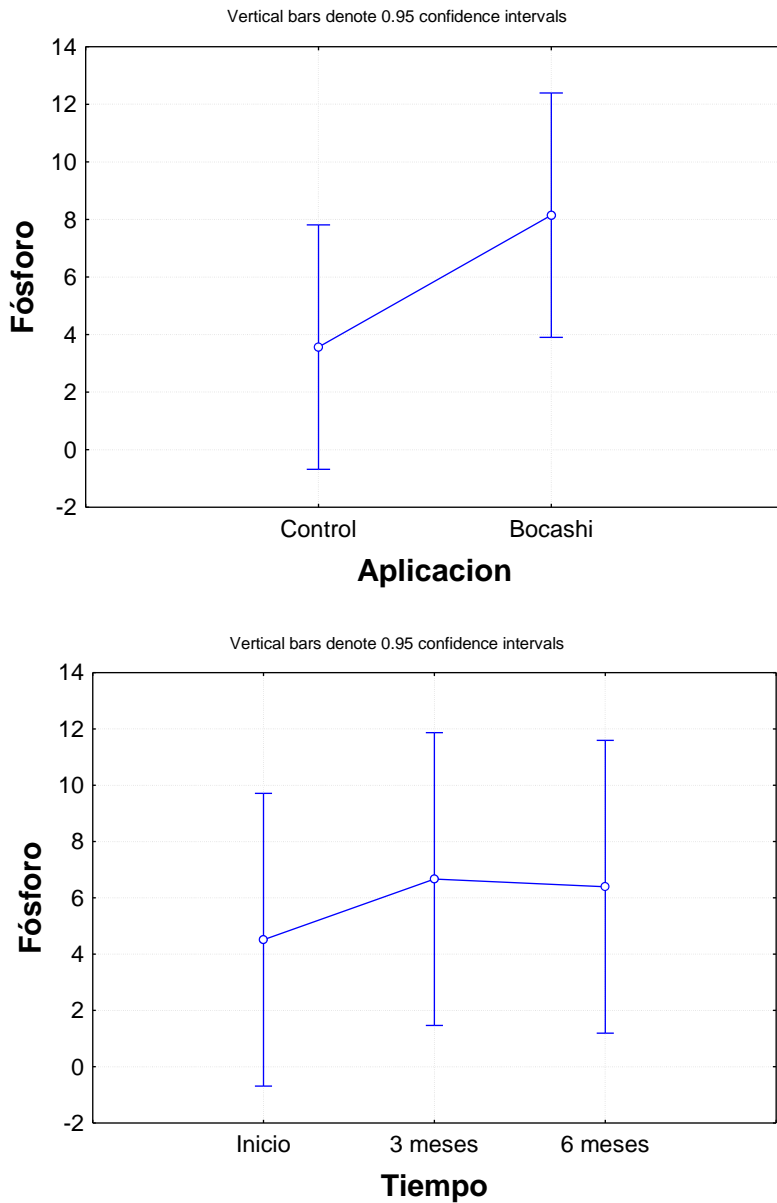 Vertical bars denote 0.95 confidence intervals
14
12
10
8
6
4
2
0
-2
Fósforo
Control Bocashi
Aplicacion
Vertical bars denote 0.95 confidence intervals
14
12
10
8
6
4
2
0
-2
Fósforo
Inicio 3 meses 6 meses
Tiempo